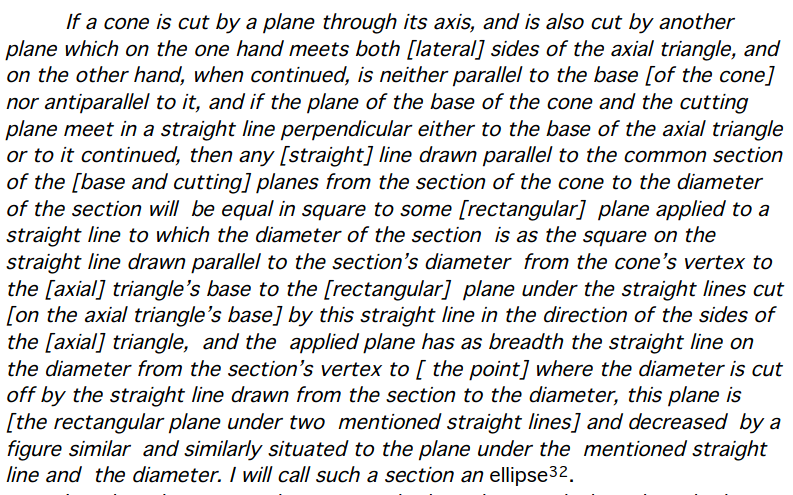 If a cone is cut by a plane through its axis, and is also cut by another
plane which on the one hand meets both [lateral] sides of the axial triangle, and
on the other hand, when continued, is neither parallel to the base [of the cone]
nor antiparallel to it, and if the plane of the base of the cone and the cutting
plane meet in a straight line perpendicular either to the base of the axial triangle
or to it continued, then any [straight] line drawn parallel to the common section
of the [base and cutting] planes from the section of the cone to the diameter
of the section will be equal in square to some [rectangular] plane applied to a
straight line to which the diameter of the section is as the square on the
straight line drawn parallel to the section’s diameter from the cone’s vertex to
the [axial] triangle’s base to the [rectangular] plane under the straight lines cut
[on the axial triangle’s base] by this straight line in the direction of the sides of
the [axial] triangle, and the applied plane has as breadth the straight line on
the diameter from the section’s vertex to [ the point] where the diameter is cut
off by the straight line drawn from the section to the diameter, this plane is
[the rectangular plane under two mentioned straight lines] and decreased by a
figure similar and similarly situated to the plane under the mentioned straight
line and the diameter. I will call such a section an ellipse32.